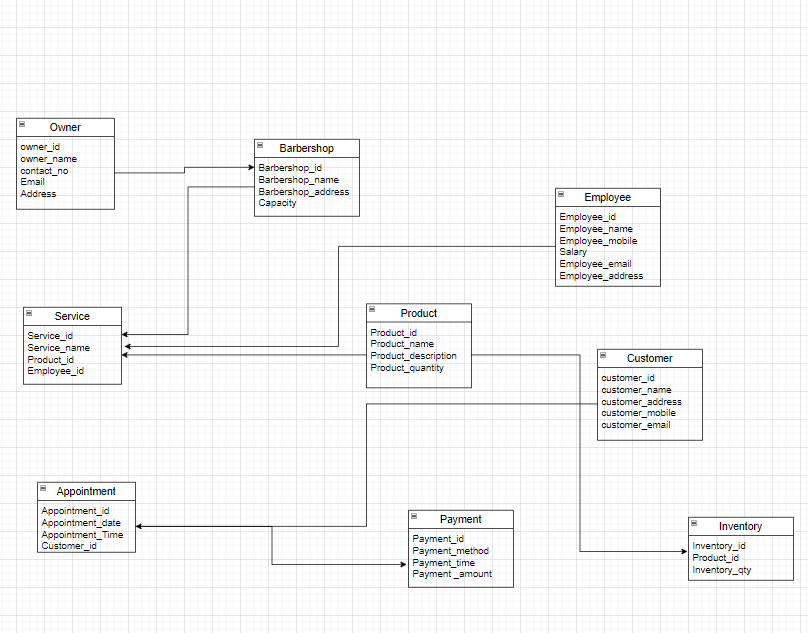 Owner
owner_id
owner_name
contact_no
Email
Address
Barbershop
Barbershop_id
Barbershop_name
Barbershop_address
Capacity
Employee
Employee_id
Employee_name
Employee_mobile
Salary
Employee_email
Employee_address
Service
Service_id
Service_name
Product_id
Employee_id
Product
Product_id
Product_name
Product_description
Product_quantity
Customer
customer_id
customer_name
customer_address
customer_mobile
customer_email
Appointment
Appointment_id
Appointment_date
Appointment_Time
Customer_id
Payment
Payment_id
Payment_method
Payment_time
Payment _amount
Inventory
Inventory_id
Product_id
Inventory_qty